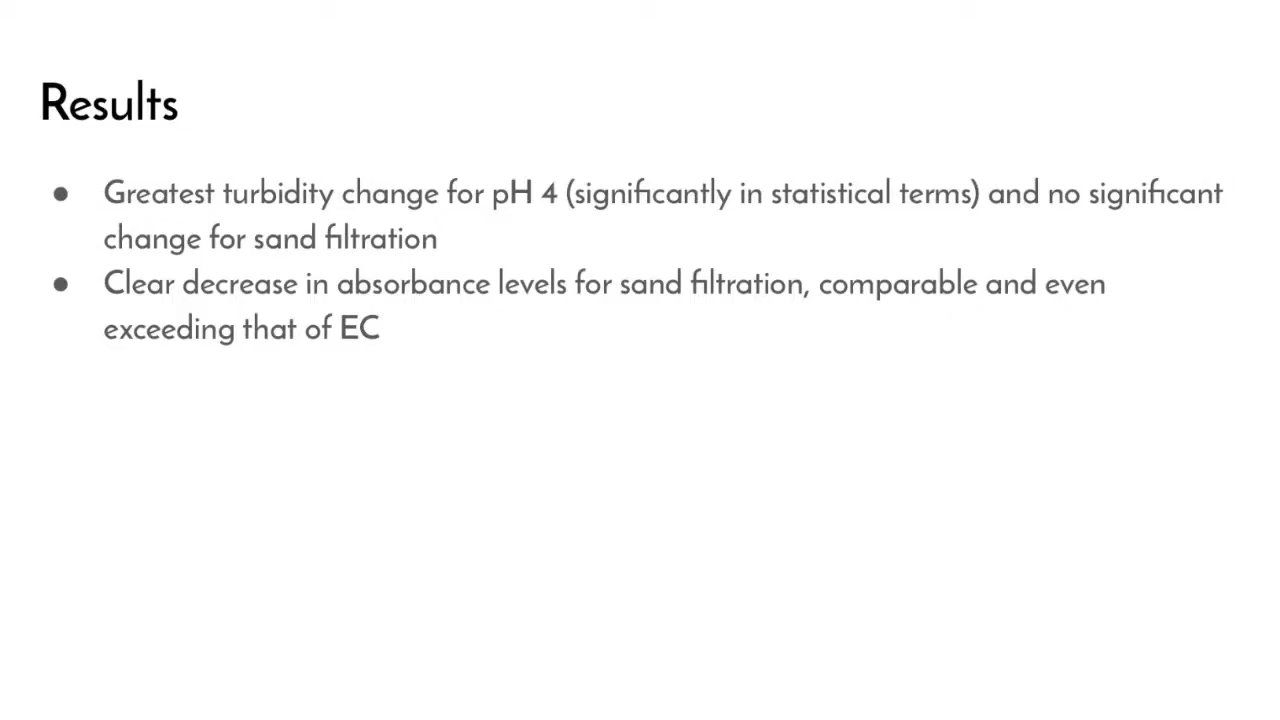 Results
● Greatest turbidity change for pH 4 (significantly in statistical terms) and no significant
change for sand filtration
● Clear decrease in absorbance levels for sand filtration, comparable and even
exceeding that of EC